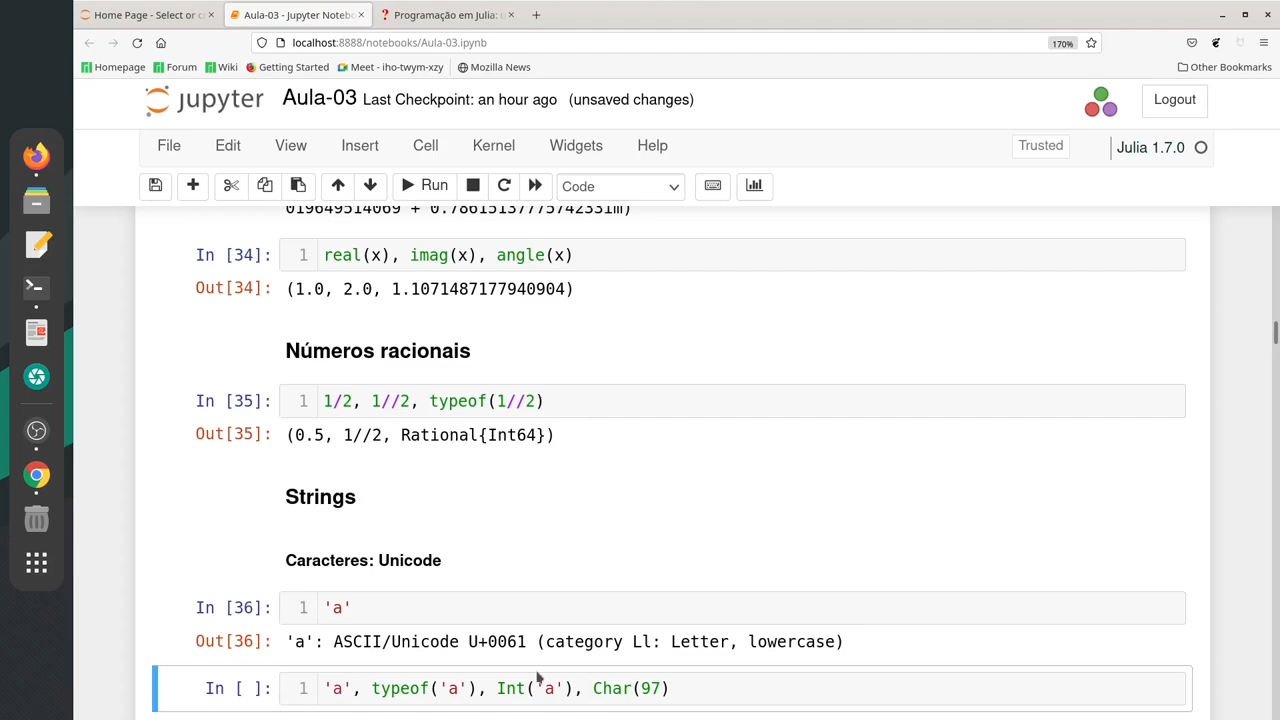 Home Page - Select or c
Aula-03 - Jupyter Notebo
Programação em Julia: u
localhost:8888/notebooks/Aula-03.ipynb
170%
Homepage
Forum
Wiki
Getting Started
Meet - iho-twym-xzy
Mozilla News
Other Bookmarks
jupyter
Aula-03 Last Checkpoint: an hour ago (unsaved changes)
Logout
File Edit View Insert Cell Kernel Widgets Help
Trusted
Julia 1.7.0
Run
Code
019649514069 + 0.7861513777574233im)
In [34]: 1 real(x), imag(x), angle(x)
Out[34]: (1.0, 2.0, 1.1071487177940904)
Números racionais
In [35]: 1 1/2, 1//2, typeof(1//2)
Out[35]: (0.5, 1//2, Rational{Int64})
Strings
Caracteres: Unicode
In [36]: 1 'a'
Out[36]: 'a': ASCII/Unicode U+0061 (category Ll: Letter, lowercase)
In [ ]: 1 'a', typeof('a'), Int('a'), Char(97)